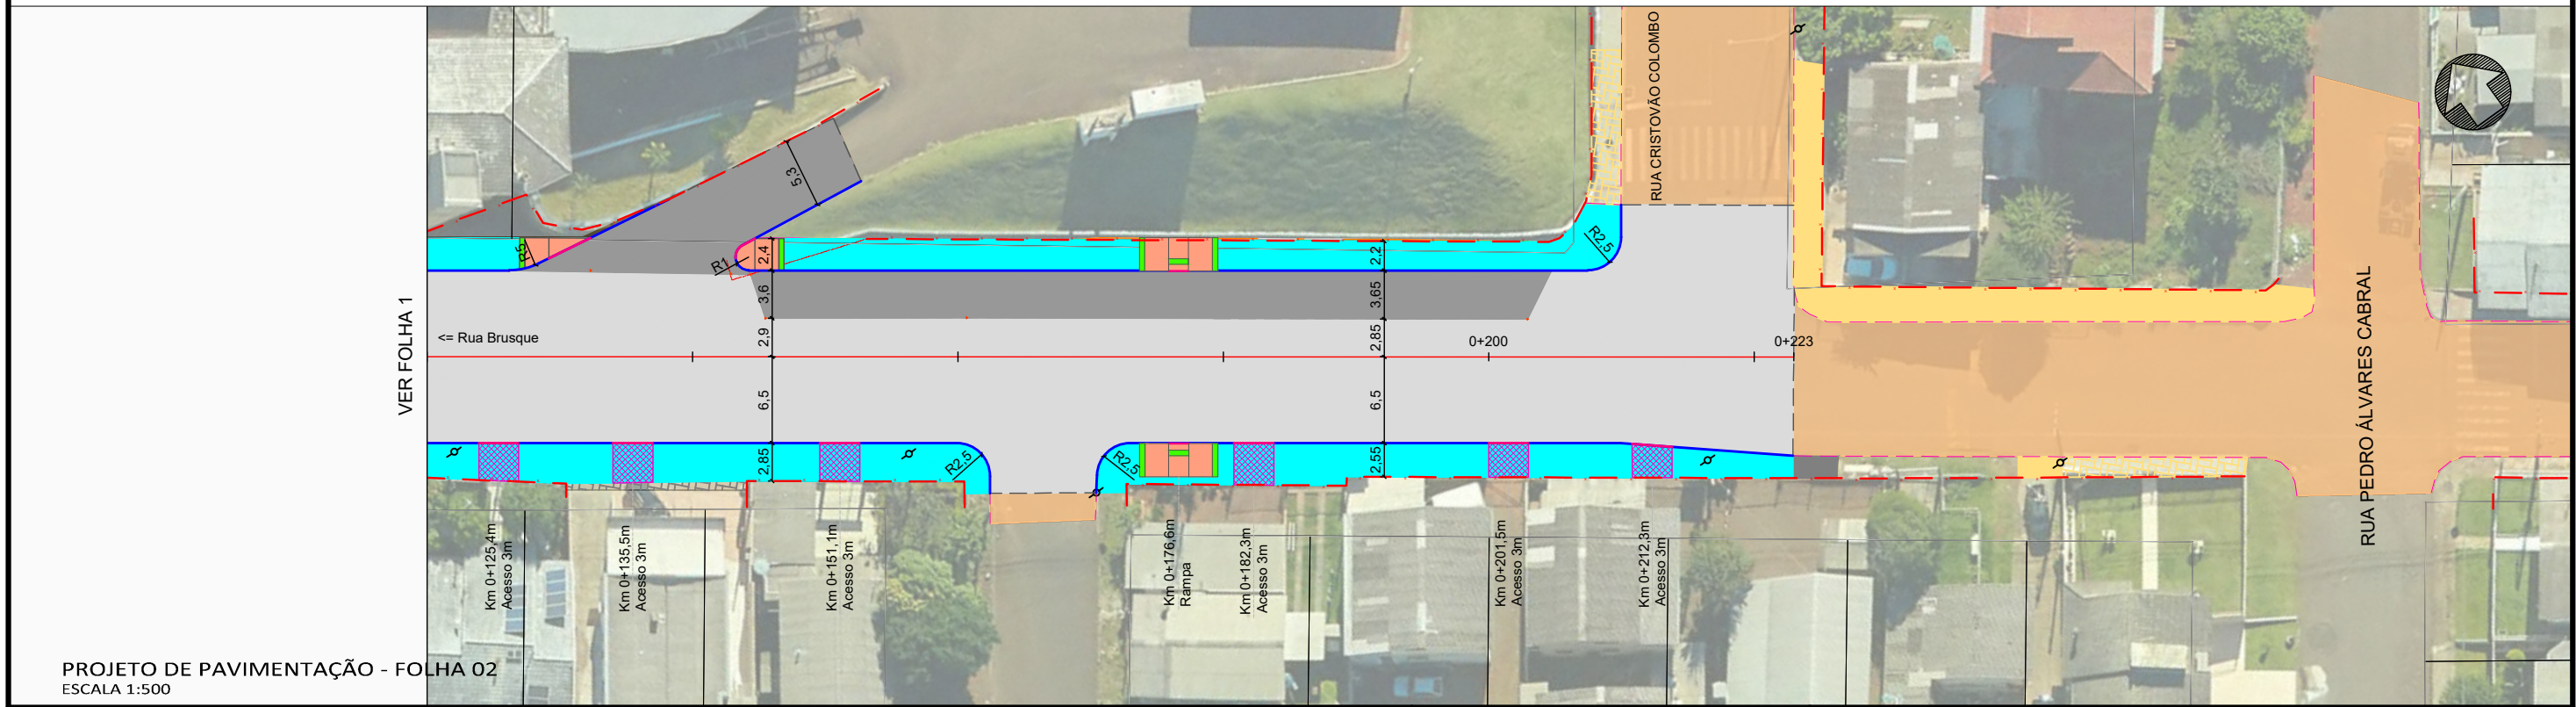 RUA CRISTOVÃO COLOMBO
5,3
R5
R1
2,4
2,2
R2,5
3,6
3,65
VER FOLHA 1
<= Rua Brusque
2,9
2,85
0+200
0+223
RUA PEDRO ÁLVARES CABRAL
6,5
6,5
2,85
R2,5
R2,5
2,55
Km 0+125,4m
Acesso 3m
Km 0+135,5m
Acesso 3m
Km 0+151,1m
Acesso 3m
Km 0+176,6m
Rampa
Km 0+182,3m
Acesso 3m
Km 0+201,5m
Acesso 3m
Km 0+212,3m
Acesso 3m
PROJETO DE PAVIMENTAÇÃO - FOLHA 02
ESCALA 1:500